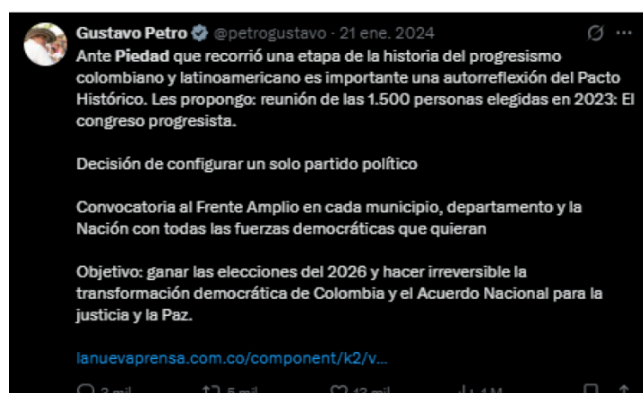 Gustavo Petro @petrogustavo · 21 ene. 2024
Ante Piedad que recorrió una etapa de la historia del progresismo
colombiano y latinoamericano es importante una autorreflexión del Pacto
Histórico. Les propongo: reunión de las 1.500 personas elegidas en 2023: El
congreso progresista.
Decisión de configurar un solo partido político
Convocatoria al Frente Amplio en cada municipio, departamento y la
Nación con todas las fuerzas democráticas que quieran
Objetivo: ganar las elecciones del 2026 y hacer irreversible la
transformación democrática de Colombia y el Acuerdo Nacional para la
justicia y la Paz.
lanuevaprensa.com.co/component/k2/v...